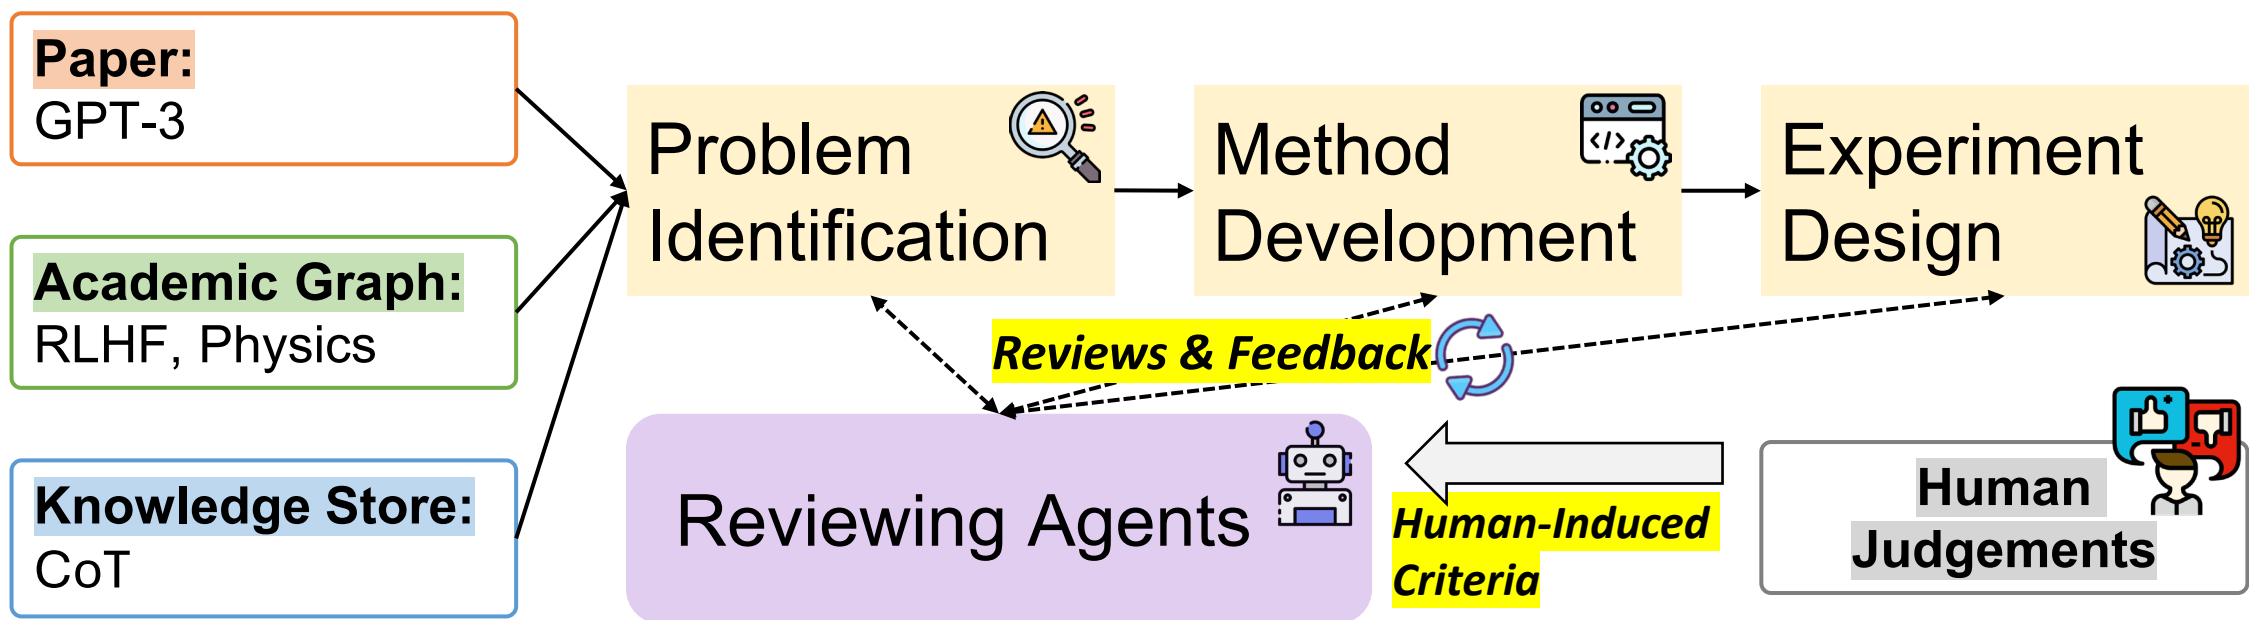 Paper:
GPT-3
Academic Graph:
RLHF, Physics
Knowledge Store:
CoT
Problem
Identification
Method
Development
</>
Experiment
Design
Reviews & Feedback
Reviewing Agents
Human-Induced
Criteria
Human
Judgements